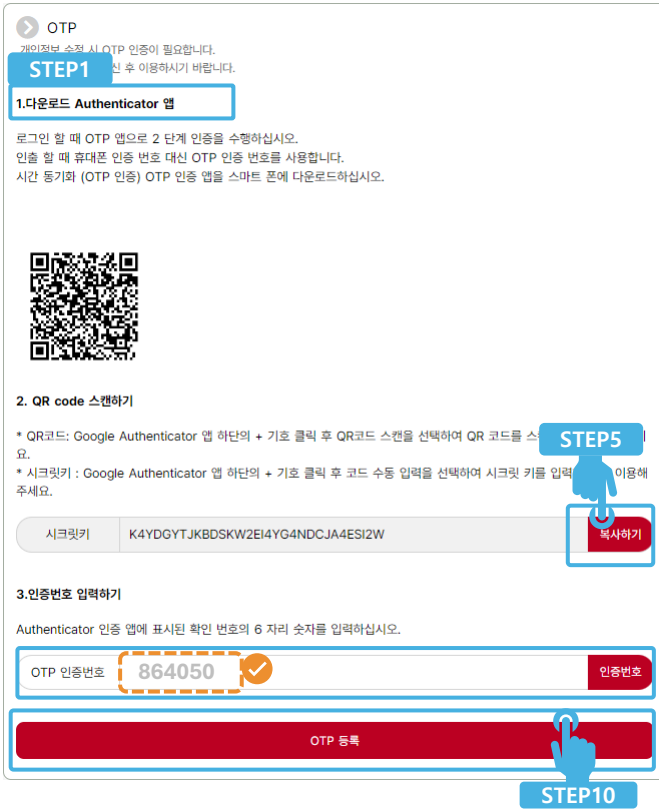 OTP
개인정보 수정 시 OTP 인증이 필요합니다.
STEP1
신 후 이용하시기 바랍니다.
1.다운로드 Authenticator 앱
로그인 할 때 OTP 앱으로 2 단계 인증을 수행하십시오.
인출 할 때 휴대폰 인증 번호 대신 OTP 인증 번호를 사용합니다.
시간 동기화 (OTP 인증) OTP 인증 앱을 스마트 폰에 다운로드하십시오.
2. QR code 스캔하기
* QR코드: Google Authenticator 앱 하단의 + 기호 클릭 후 QR코드 스캔을 선택하여 QR 코드를
STEP5
요.
* 시크릿키 : Google Authenticator 앱 하단의 + 기호 클릭 후 코드 수동 입력을 선택하여 시크릿 키를 입력 이용해
주세요.
시크릿키 K4YDGYTJKBDSKW2EI4YG4NDCJA4ESI2W 복사하기
3.인증번호 입력하기
Authenticator 인증 앱에 표시된 확인 번호의 6 자리 숫자를 입력하십시오.
OTP 인증번호 864050 인증번호
OTP 등록
STEP10